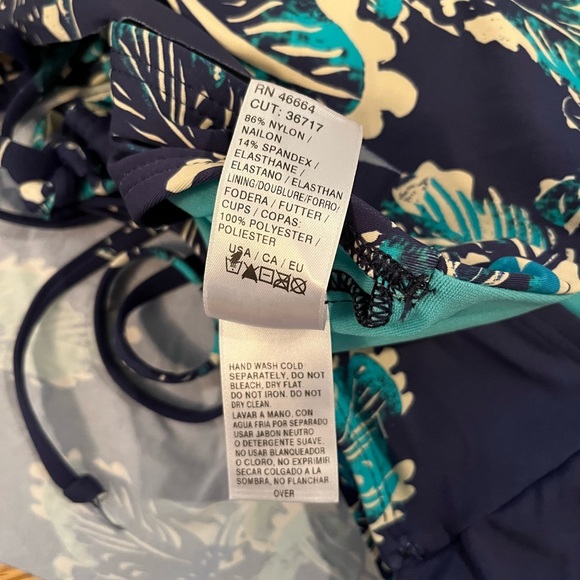 RN 46664
CUT: 36717
86% NYLON /
NAILON
14% SPANDEX /
ELASTHANE /
ELASTANO / ELASTHAN
LINING/DOUBLURE/FORRO/
FODERA / FUTTER /
CUPS / COPAS:
100% POLYESTER /
POLIESTER
USA / CA / EU
HAND WASH COLD
SEPARATELY, DO NOT
BLEACH, DRY FLAT.
DO NOT IRON. DO NOT
DRY CLEAN.
LAVAR A MANO, CON
AGUA FRIA POR SEPARADO
USAR JABON NEUTRO
O DETERGENTE SUAVE.
NO USAR BLANQUEADOR
O CLORO, NO EXPRIMIR
SECAR COLGADO A LA
SOMBRA, NO PLANCHAR
OVER